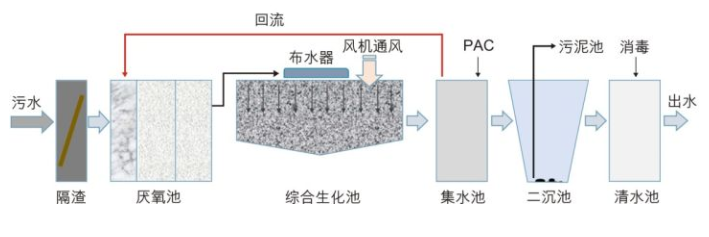 回流
风机通风
PAC
污泥池
消毒
布水器
污水
出水
隔渣
厌氧池
综合生化池
集水池
二沉池
清水池